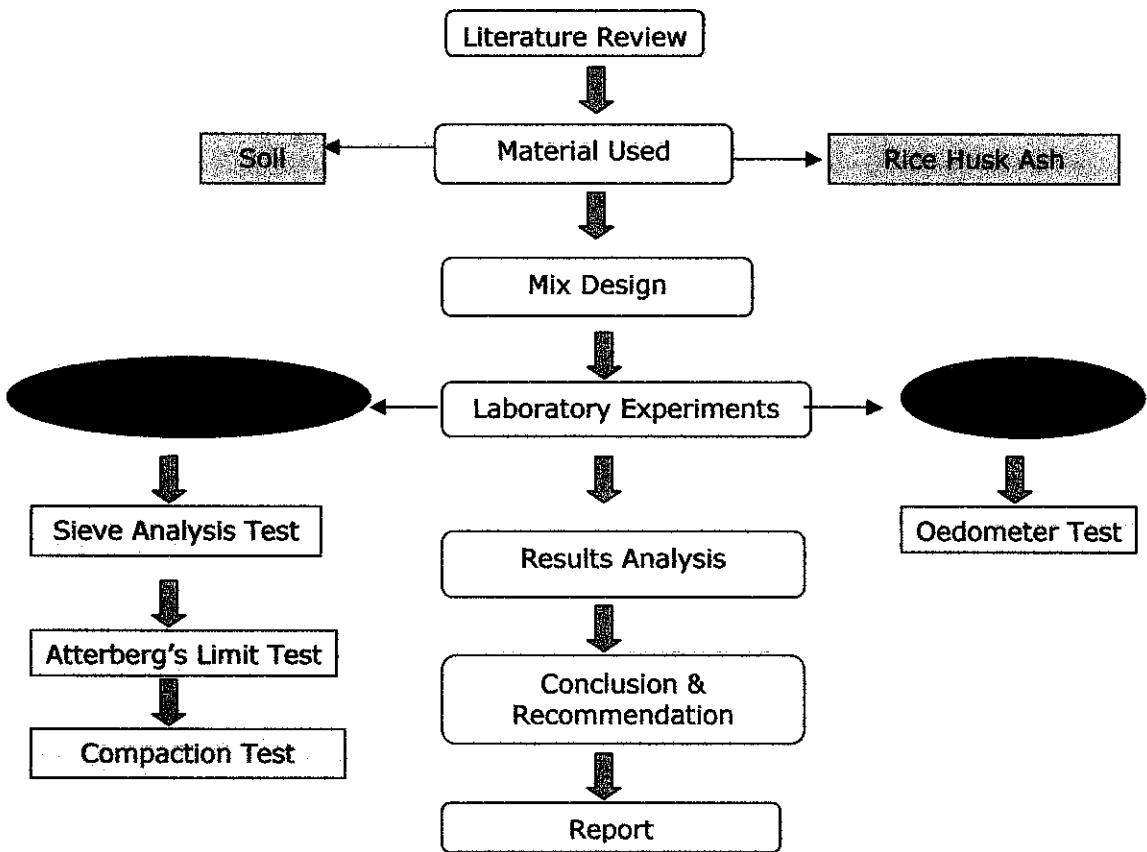 Literature Review
Soil
Material Used
Rice Husk Ash
Mix Design
Laboratory Experiments
Sieve Analysis Test
Oedometer Test
Results Analysis
Atterberg's Limit Test
Conclusion &
Recommendation
Compaction Test
Report